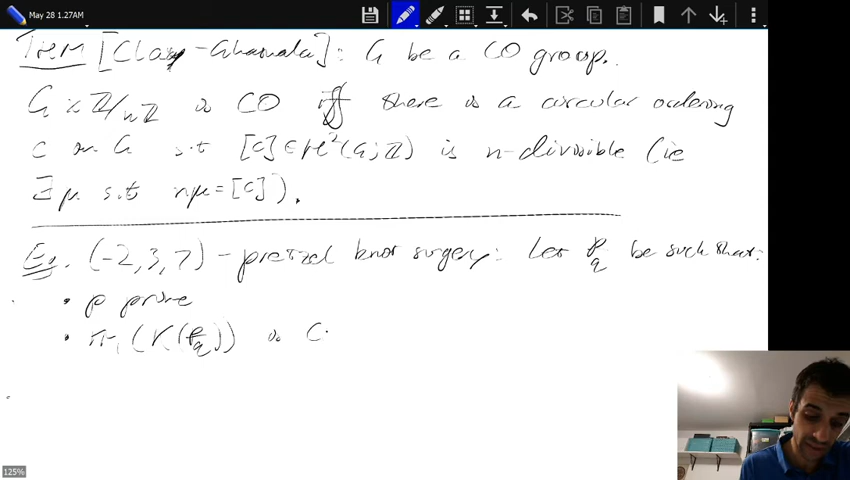 May 28 1.27AM
Thm [Clay-Ghaswala]: G be a CO group.
G × ℤ/nℤ is CO iff there is a circular ordering
c on G s.t [c] ∈ H²(G;ℤ) is n-divisible (ie
∃μ s.t nμ=[c]).
Ex. (-2,3,7)-pretzel knot surgery: Let p/q be such that:
• p prime
• π₁(K(p/q)) is C
125%